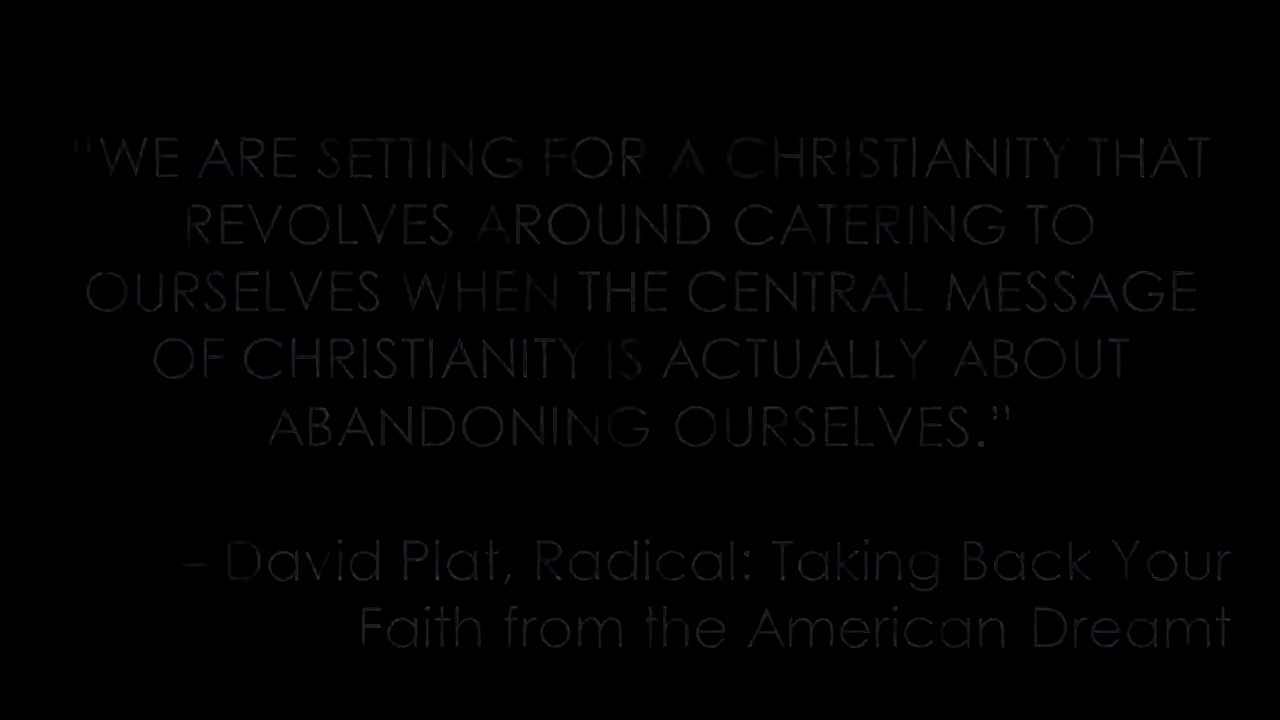 "WE ARE SETTING FOR A CHRISTIANITY THAT
REVOLVES AROUND CATERING TO
OURSELVES WHEN THE CENTRAL MESSAGE
OF CHRISTIANITY IS ACTUALLY ABOUT
ABANDONING OURSELVES."
– David Plat, Radical: Taking Back Your
Faith from the American Dreamt